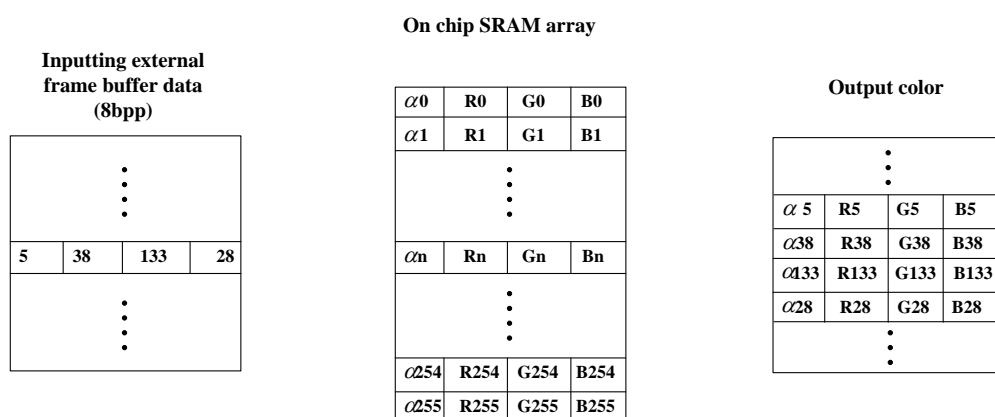 On chip SRAM array
Inputting external
frame buffer data
(8bpp)
Output color
5 38 133 28
α0 R0 G0 B0
α1 R1 G1 B1
αn Rn Gn Bn
α254 R254 G254 B254
α255 R255 G255 B255
α 5 R5 G5 B5
α38 R38 G38 B38
α133 R133 G133 B133
α28 R28 G28 B28